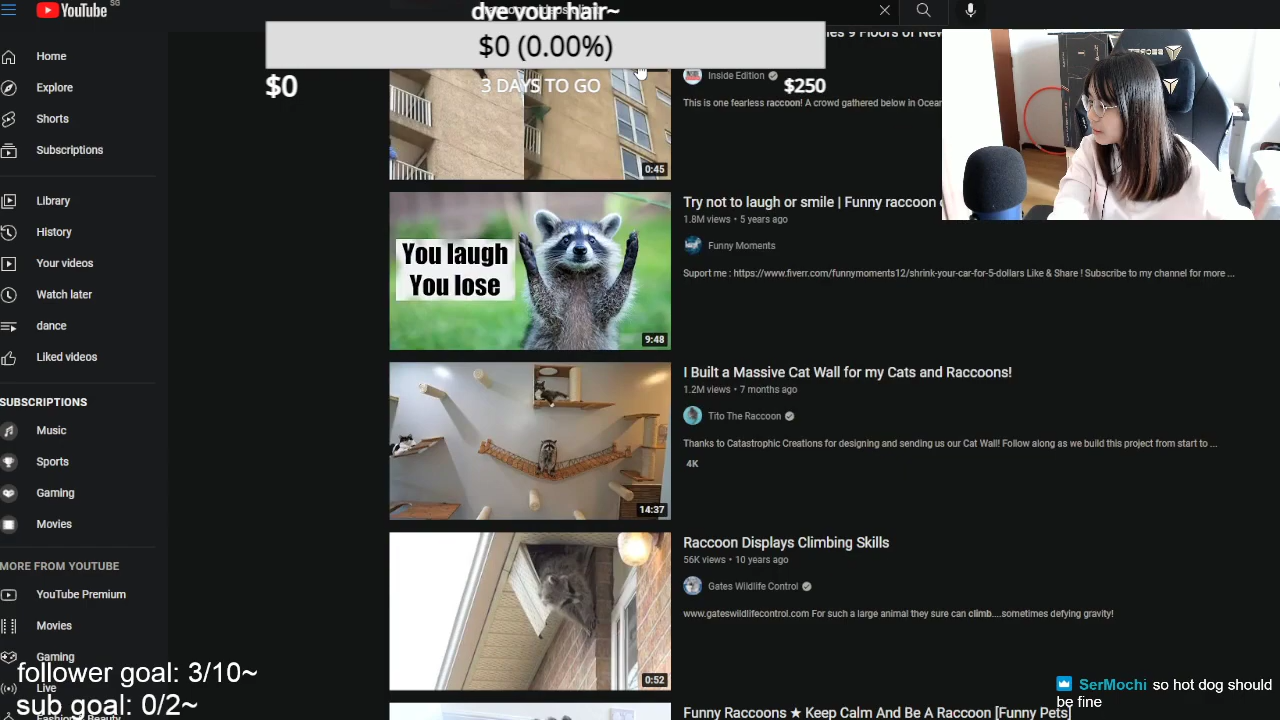 YouTube
SG
dye your hair~
$0 (0.00%)
$0
3 DAYS TO GO
$250
Home
Explore
Shorts
Subscriptions
Library
History
Your videos
Watch later
dance
Liked videos
SUBSCRIPTIONS
Music
Sports
Gaming
Movies
MORE FROM YOUTUBE
YouTube Premium
Movies
Gaming
Live
follower goal: 3/10~
sub goal: 0/2~
9 Floors of New
Inside Edition
This is one fearless raccoon! A crowd gathered below in Ocean
0:45
You laugh
You lose
9:48
Try not to laugh or smile | Funny raccoon
1.8M views • 5 years ago
Funny Moments
Suport me : https://www.fiverr.com/funnymoments12/shrink-your-car-for-5-dollars Like & Share ! Subscribe to my channel for more ...
14:37
I Built a Massive Cat Wall for my Cats and Raccoons!
1.2M views • 7 months ago
Tito The Raccoon
Thanks to Catastrophic Creations for designing and sending us our Cat Wall! Follow along as we build this project from start to ...
4K
0:52
Raccoon Displays Climbing Skills
56K views • 10 years ago
Gates Wildlife Control
www.gateswildlifecontrol.com For such a large animal they sure can climb....sometimes defying gravity!
Funny Raccoons ★ Keep Calm And Be A Raccoon [Funny Pets]
SerMochi so hot dog should
be fine